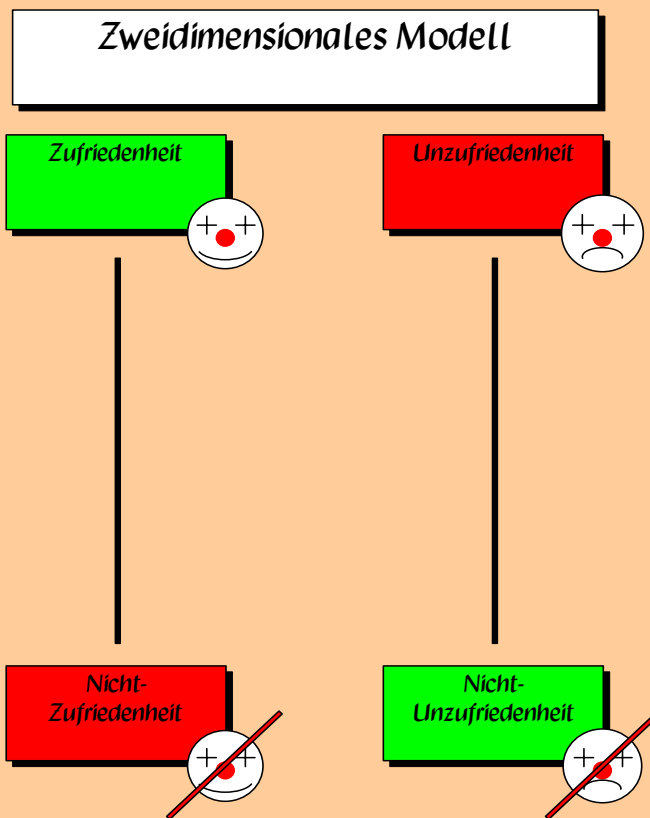 Zweidimensionales Modell
Zufriedenheit
Unzufriedenheit
Nicht-
Zufriedenheit
Nicht-
Unzufriedenheit